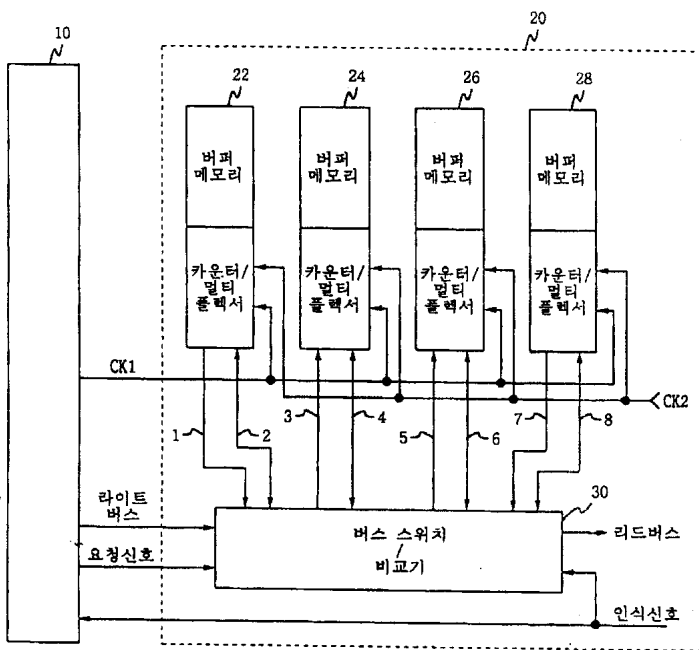 10
20
22
24
26
28
버퍼
메모리
버퍼
메모리
버퍼
메모리
버퍼
메모리
카운터/
멀티
플렉서
카운터/
멀티
플렉서
카운터/
멀티
플렉서
카운터/
멀티
플렉서
CK1
CK2
1
2
3
4
5
6
7
8
30
라이트
버스
버스 스위치
/
비교기
리드버스
요청신호
인식신호